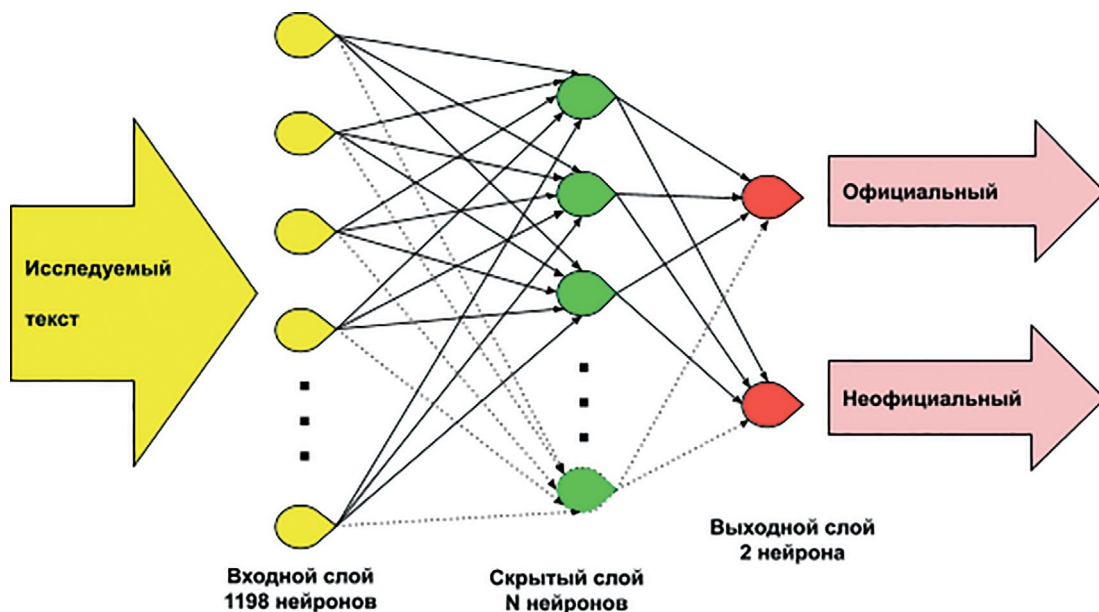 Исследуемый
текст
Официальный
Неофициальный
Входной слой
1198 нейронов
Скрытый слой
N нейронов
Выходной слой
2 нейрона